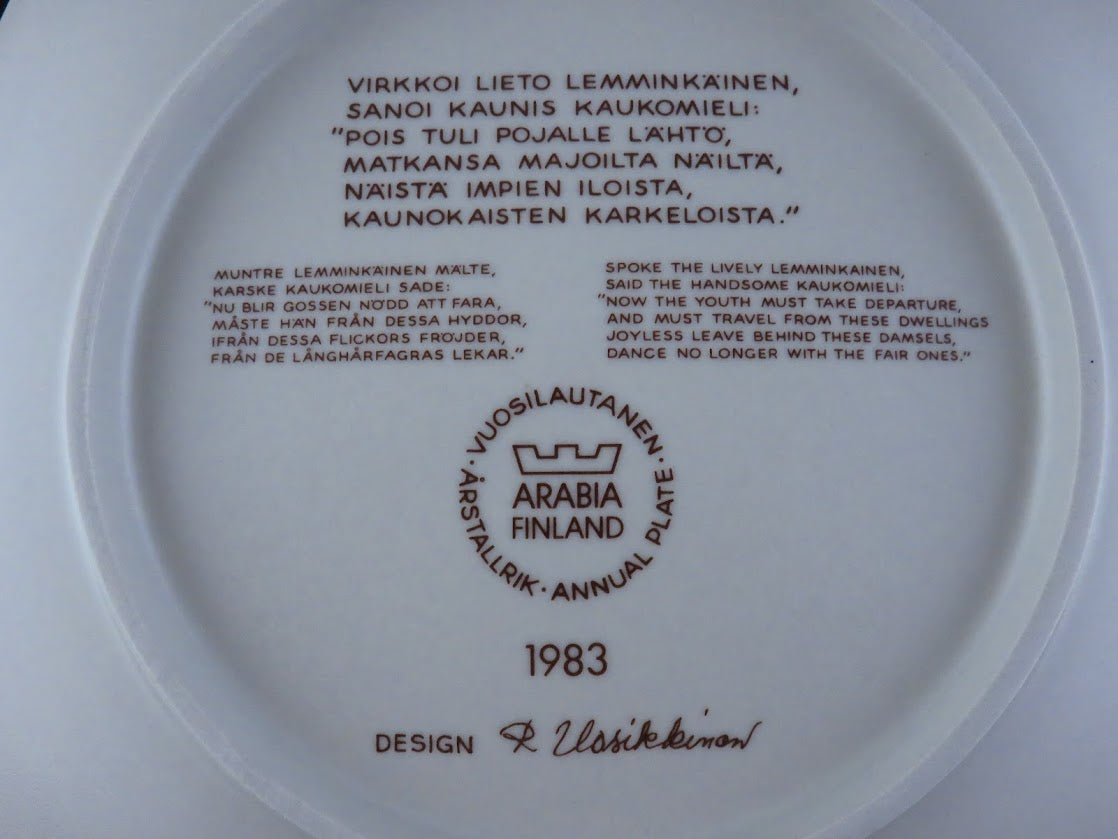 VIRKKOI LIETO LEMMINKÄINEN,
SANOI KAUNIS KAUKOMIELI:
"POIS TULI POJALLE LÄHTÖ,
MATKANSA MAJOILTA NÄILTÄ,
NÄISTÄ IMPIEN ILOISTA,
KAUNOKAISTEN KARKELOISTA."
MUNTRE LEMMINKÄINEN MÄLTE,
KARSKE KAUKOMIELI SADE:
"NU BLIR GOSSEN NÖDD ATT FARA,
MÅSTE HÄN FRÅN DESSA HYDDOR,
IFRÅN DESSA FLICKORS FRÖJDER,
FRÅN DE LÅNGHÅRFAGRAS LEKAR."
SPOKE THE LIVELY LEMMINKAINEN,
SAID THE HANDSOME KAUKOMIELI:
"NOW THE YOUTH MUST TAKE DEPARTURE,
AND MUST TRAVEL FROM THESE DWELLINGS
JOYLESS LEAVE BEHIND THESE DAMSELS,
DANCE NO LONGER WITH THE FAIR ONES."
· VUOSILAUTANEN · ANNUAL PLATE · ÅRSTALLRIK
ARABIA
FINLAND
1983
DESIGN R Uosikkinen